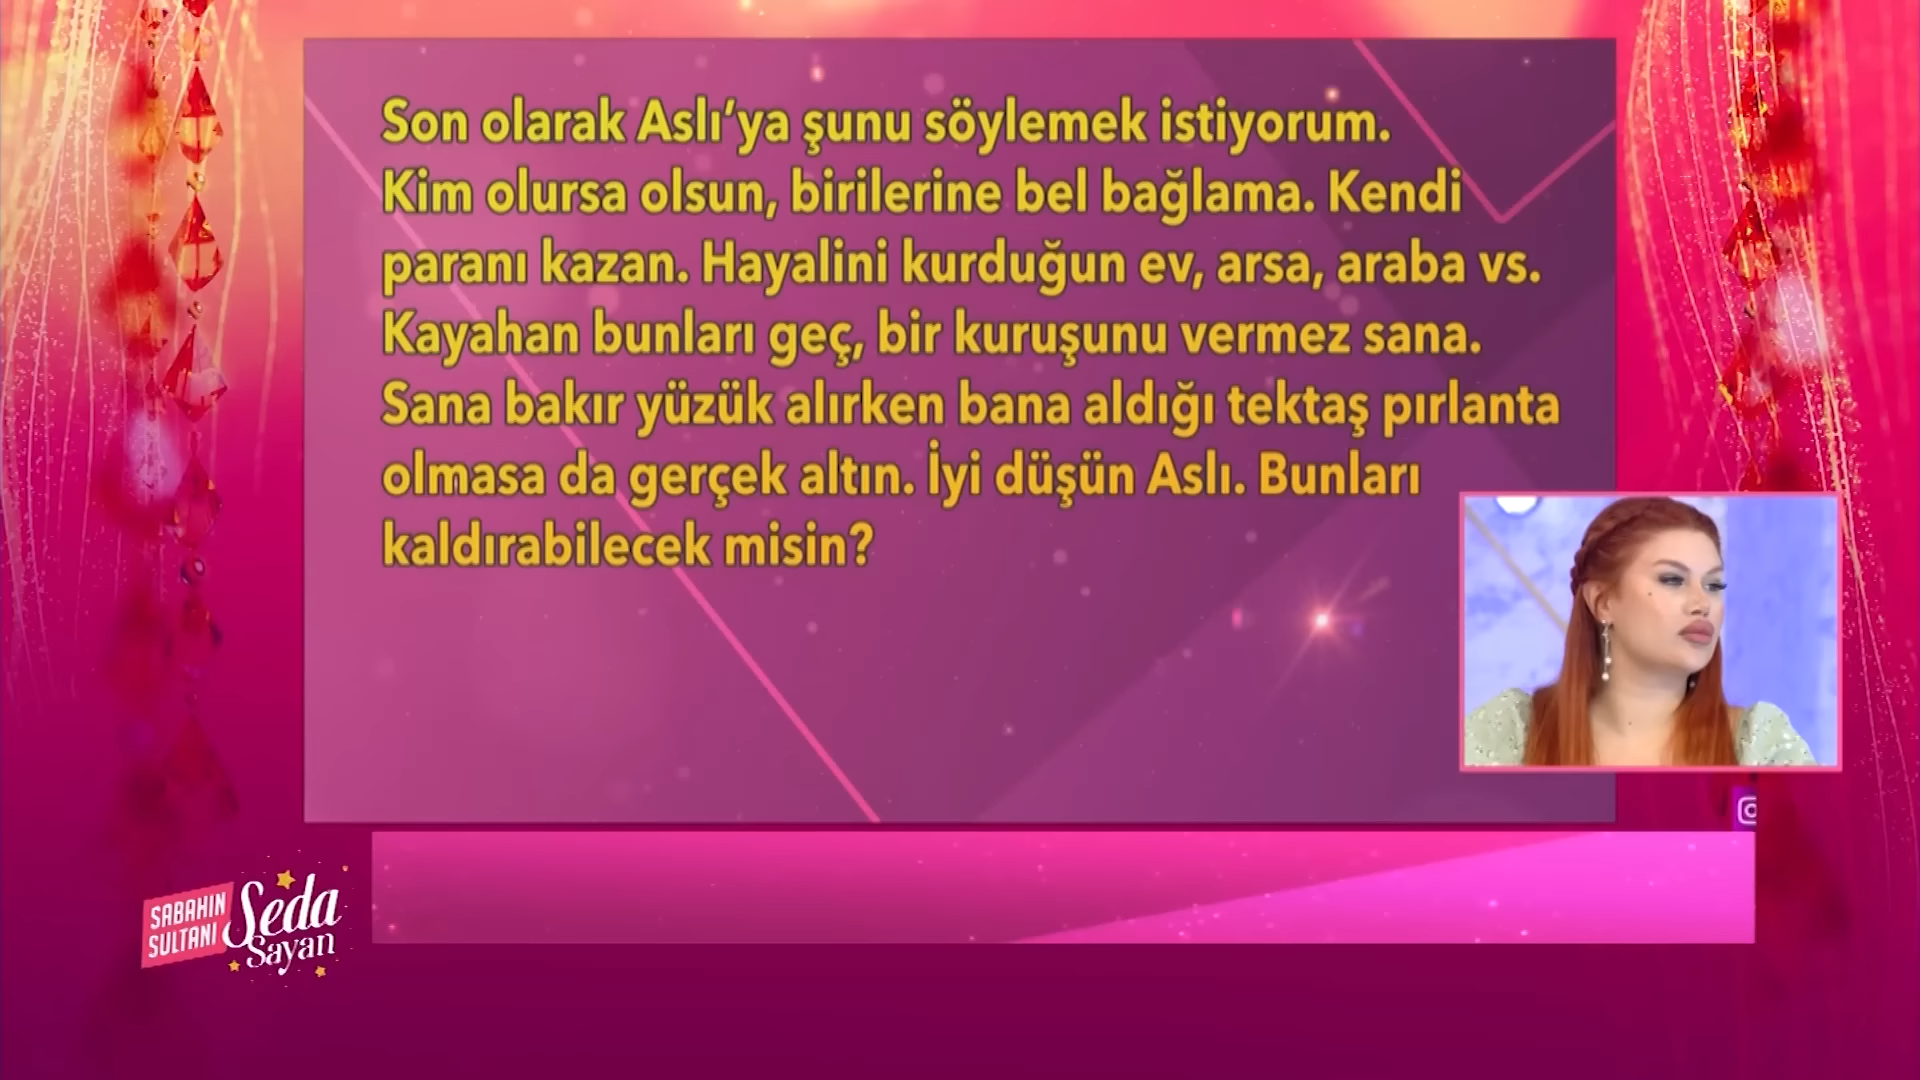 Son olarak Aslı’ya şunu söylemek istiyorum.
Kim olursa olsun, birilerine bel bağlama. Kendi
paranı kazan. Hayalini kurduğun ev, arsa, araba vs.
Kayahan bunları geç, bir kuruşunu vermez sana.
Sana bakır yüzük alırken bana aldığı tektaş pırlanta
olmasa da gerçek altın. İyi düşün Aslı. Bunları
kaldırabilecek misin?
SABAHIN
SULTANI
Seda
Sayan